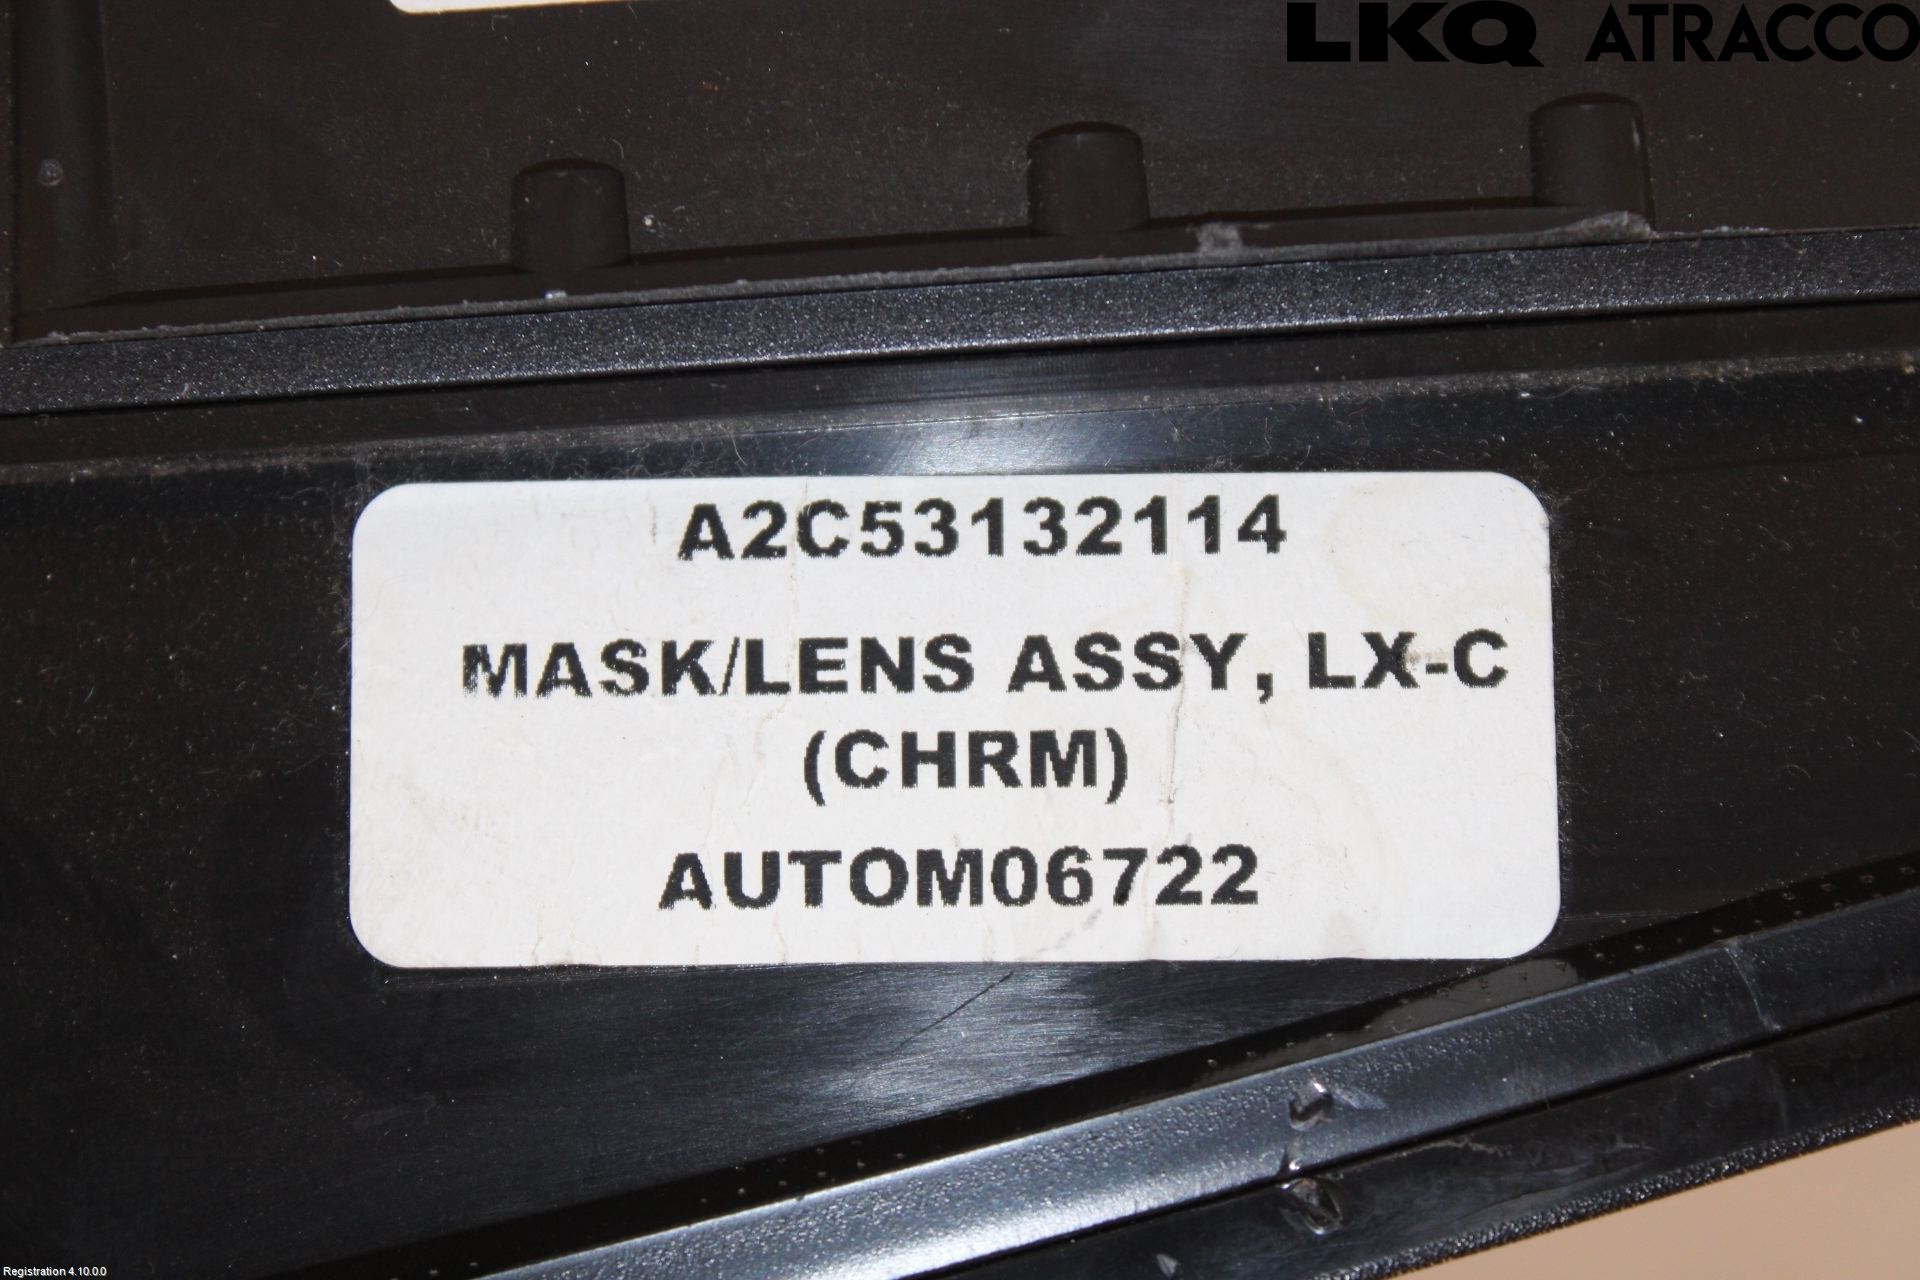 LKQ ATRACCO
A2C53132114
MASK/LENS ASSY, LX-C
(CHRM)
AUTOM06722
Registration 4.10.0.0